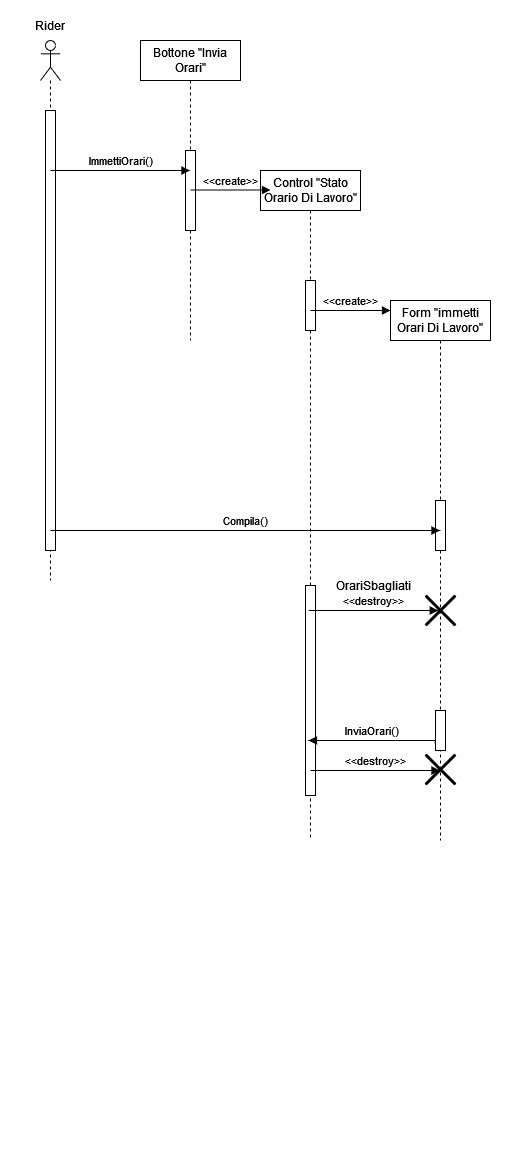 Rider
Bottone "Invia
Orari"
ImmettiOrari()
<<create>>
Control "Stato
Orario Di Lavoro"
<<create>>
Form "immetti
Orari Di Lavoro"
Compila()
OrariSbagliati
<<destroy>>
InviaOrari()
<<destroy>>